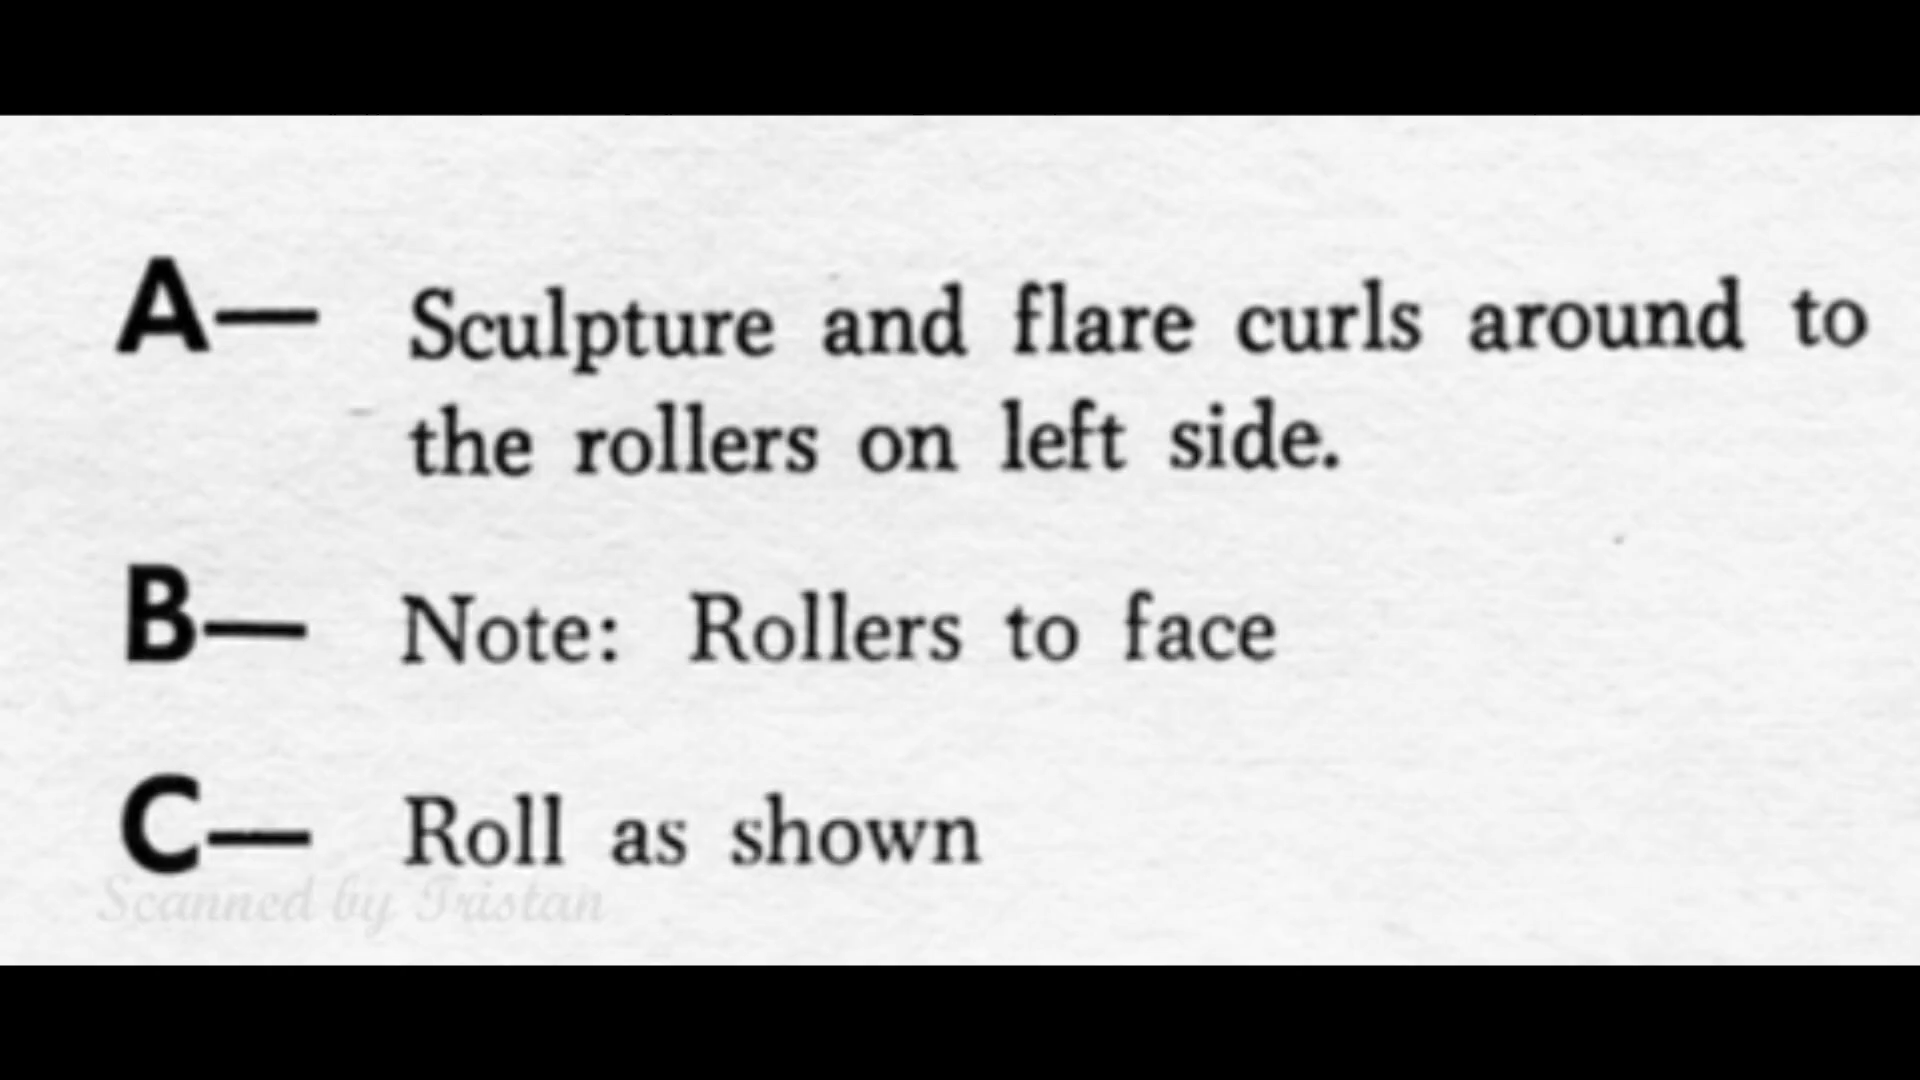 A— Sculpture and flare curls around to
the rollers on left side.
B— Note: Rollers to face
C— Roll as shown
Scanned by Tristan